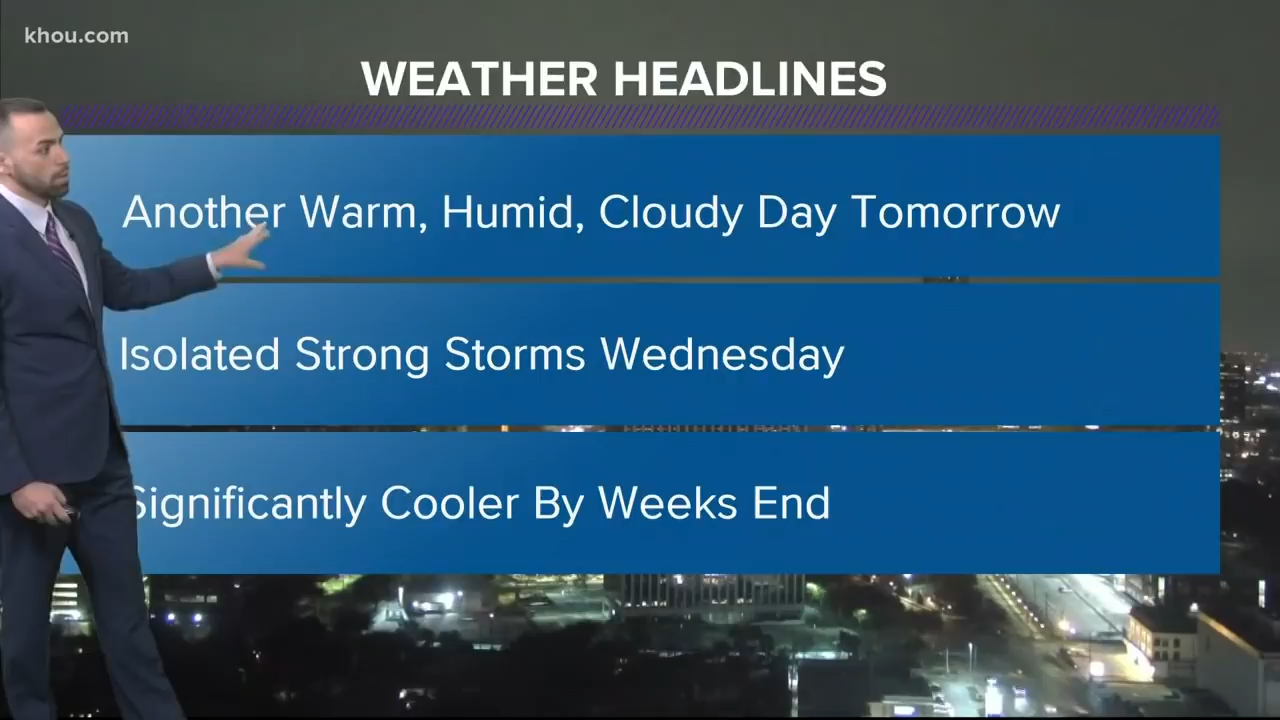 khou.com
WEATHER HEADLINES
Another Warm, Humid, Cloudy Day Tomorrow
Isolated Strong Storms Wednesday
Significantly Cooler By Weeks End